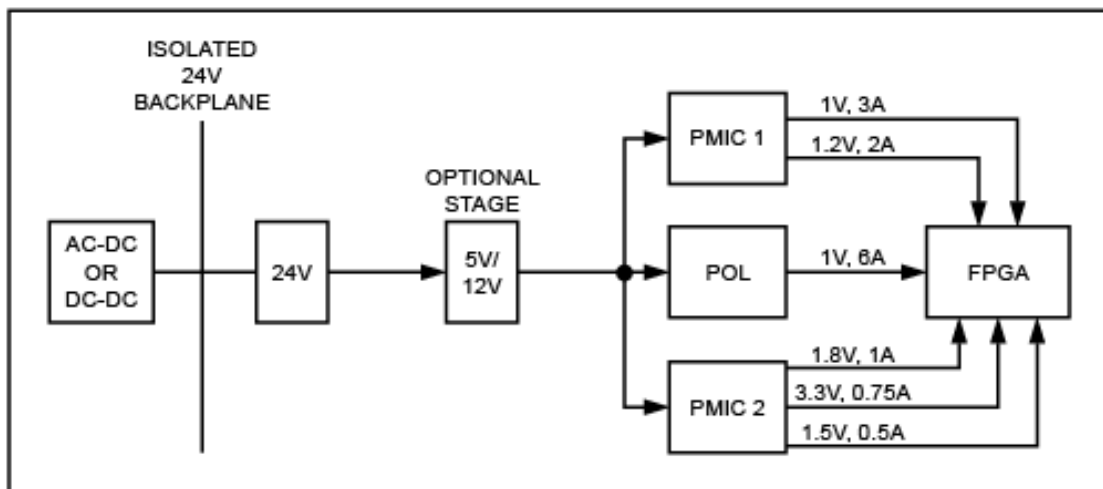 ISOLATED
24V
BACKPLANE
AC-DC
OR
DC-DC
24V
OPTIONAL
STAGE
5V/
12V
PMIC 1
1V, 3A
1.2V, 2A
POL
1V, 6A
FPGA
PMIC 2
1.8V, 1A
3.3V, 0.75A
1.5V, 0.5A